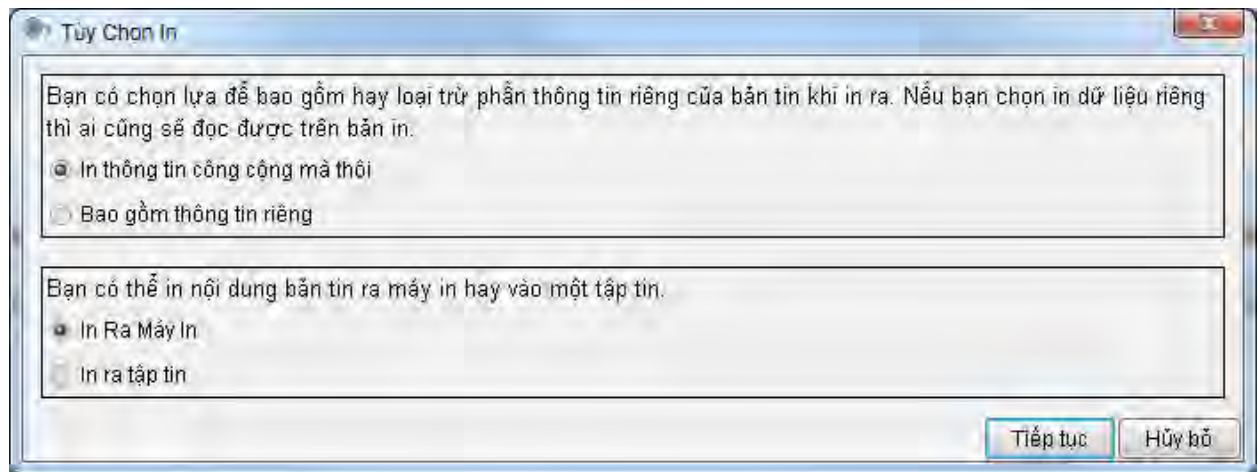 Tùy Chọn In
Bạn có chọn lựa để bao gồm hay loại trừ phần thông tin riêng của bản tin khi in ra. Nếu bạn chọn in dữ liệu riêng
thì ai cũng sẽ đọc được trên bản in.
In thông tin công cộng mà thôi
Bao gồm thông tin riêng
Bạn có thể in nội dung bản tin ra máy in hay vào một tập tin.
In Ra Máy In
In ra tập tin
Tiếp tục
Hủy bỏ